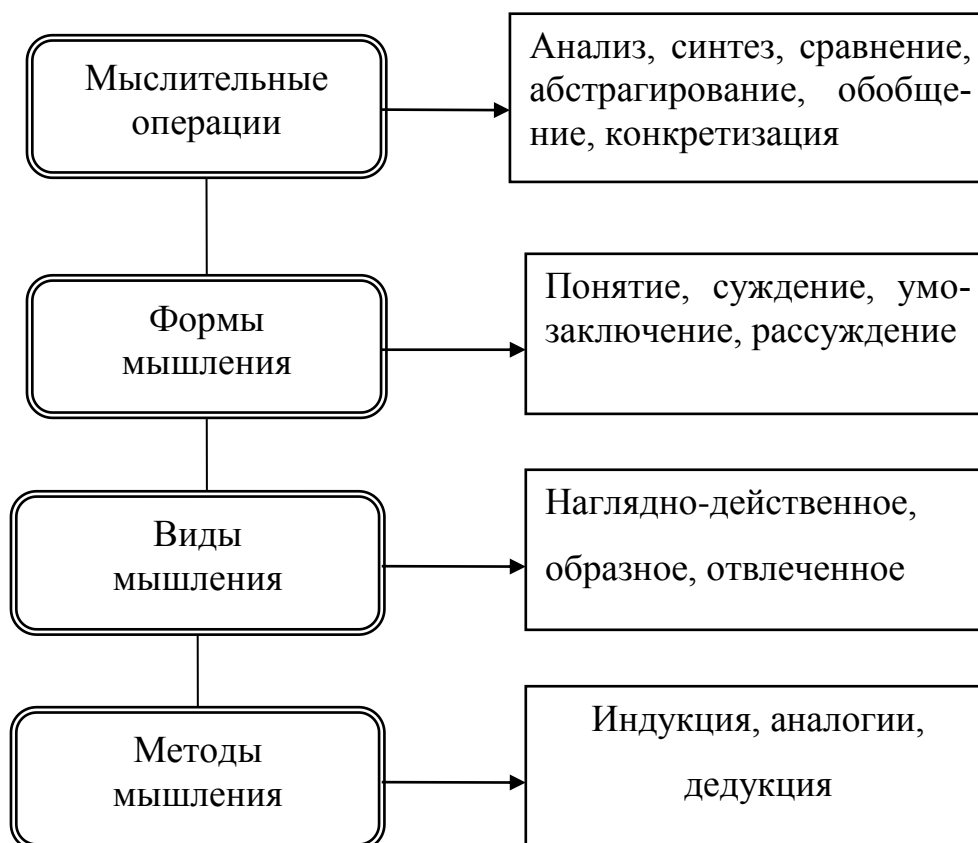 Мыслительные
операции
Анализ, синтез, сравнение,
абстрагирование, обобще-
ние, конкретизация
Формы
мышления
Понятие, суждение, умо-
заключение, рассуждение
Виды
мышления
Наглядно-действенное,
образное, отвлеченное
Методы
мышления
Индукция, аналогии,
дедукция